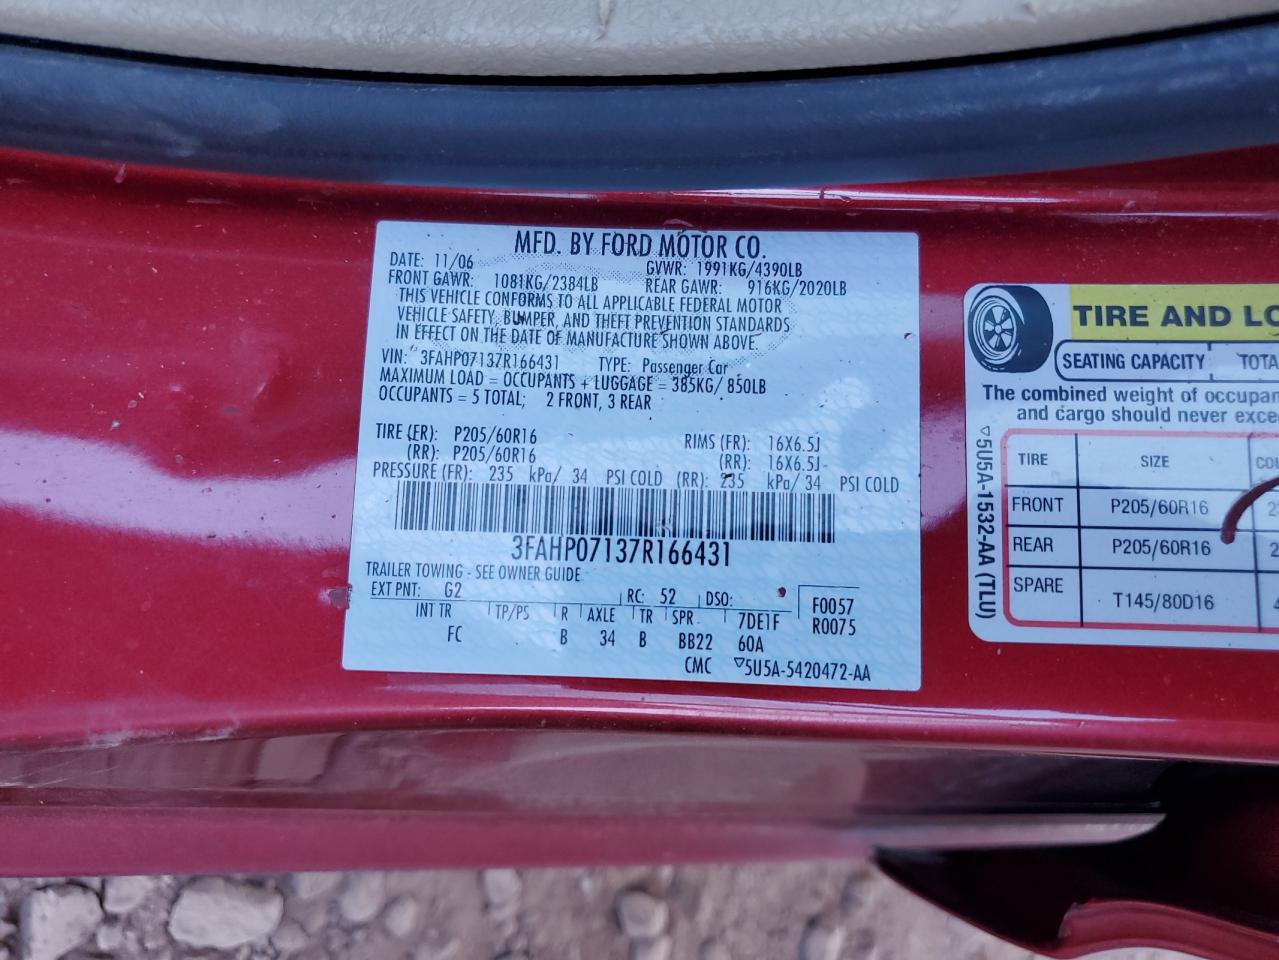 MFD. BY FORD MOTOR CO.
DATE: 11/06 GVWR: 1991KG/4390LB
FRONT GAWR: 1081KG/2384LB REAR GAWR: 916KG/2020LB
THIS VEHICLE CONFORMS TO ALL APPLICABLE FEDERAL MOTOR
VEHICLE SAFETY, BUMPER, AND THEFT PREVENTION STANDARDS
IN EFFECT ON THE DATE OF MANUFACTURE SHOWN ABOVE.
VIN: 3FAHP07137R166431 TYPE: Passenger Car
MAXIMUM LOAD = OCCUPANTS + LUGGAGE = 385KG/ 850LB
OCCUPANTS = 5 TOTAL; 2 FRONT, 3 REAR
TIRE (FR): P205/60R16 RIMS (FR): 16X6.5J
(RR): P205/60R16 (RR): 16X6.5J
PRESSURE (FR): 235 kPa/ 34 PSI COLD (RR): 235 kPa/ 34 PSI COLD
3FAHP07137R166431
TRAILER TOWING - SEE OWNER GUIDE
EXT PNT: G2 RC: 52 DSO: F0057
INT TR TP/PS R AXLE TR SPR 7DE1F R0075
FC B 34 B BB22 60A
CMC ▽5U5A-5420472-AA
TIRE AND LO
SEATING CAPACITY TOTA
The combined weight of occupan
and cargo should never exce
TIRE SIZE CO
FRONT P205/60R16 2
REAR P205/60R16 2
SPARE T145/80D16 4
▽5U5A-1532-AA (TLU)